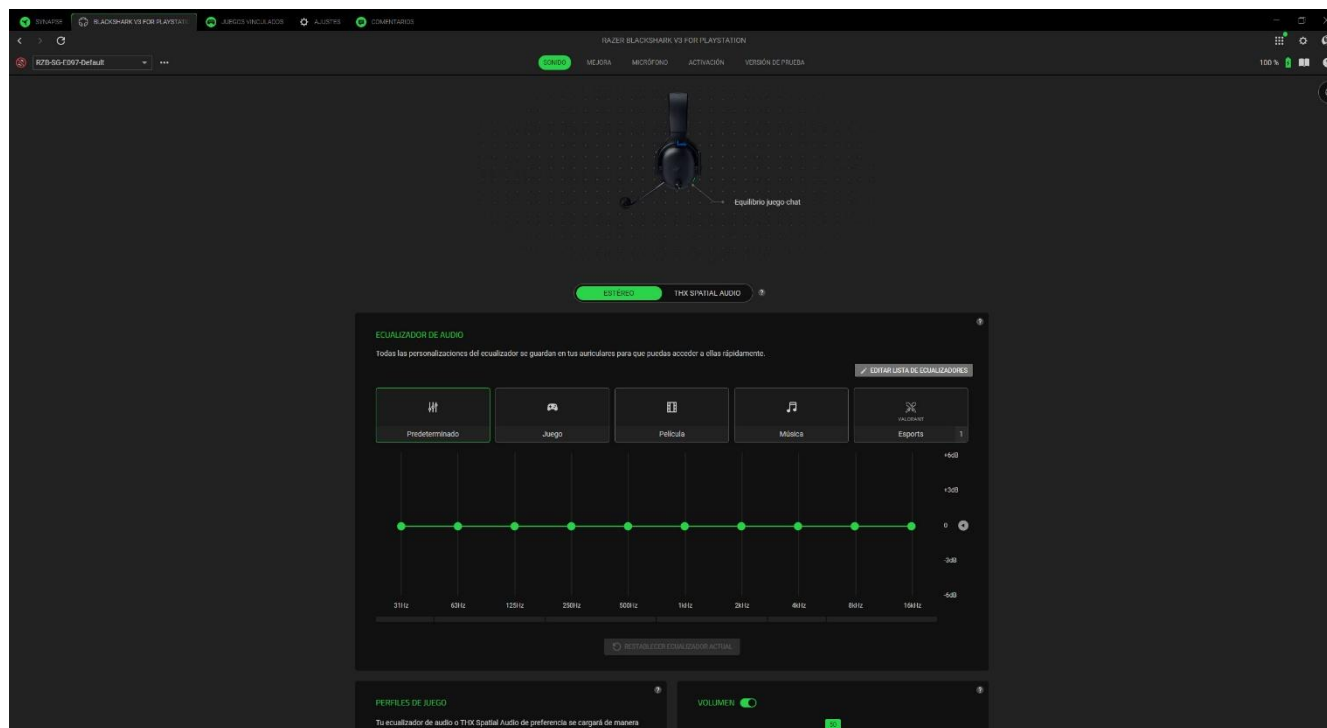 SYNAPSE
BLACKSHARK V3 FOR PLAYSTATI
JUEGOS VINCULADOS
AJUSTES
COMENTARIOS
RAZER BLACKSHARK V3 FOR PLAYSTATION
RZB-SG-E097-Default
SONIDO
MEJORA
MICRÓFONO
ACTIVACIÓN
VERSIÓN DE PRUEBA
100 %
Equilibrio juego chat
ESTÉREO
THX SPATIAL AUDIO
ECUALIZADOR DE AUDIO
Todas las personalizaciones del ecualizador se guardan en tus auriculares para que puedas acceder a ellas rápidamente.
EDITAR LISTA DE ECUALIZADORES
VALORANT
Predeterminado
Juego
Película
Música
Esports
1
+6dB
+3dB
0
-3dB
-6dB
31Hz
63Hz
125Hz
250Hz
500Hz
1kHz
2kHz
4kHz
8kHz
16kHz
RESTABLECER ECUALIZADOR ACTUAL
PERFILES DE JUEGO
VOLUMEN
Tu ecualizador de audio o THX Spatial Audio de preferencia se cargará de manera
50